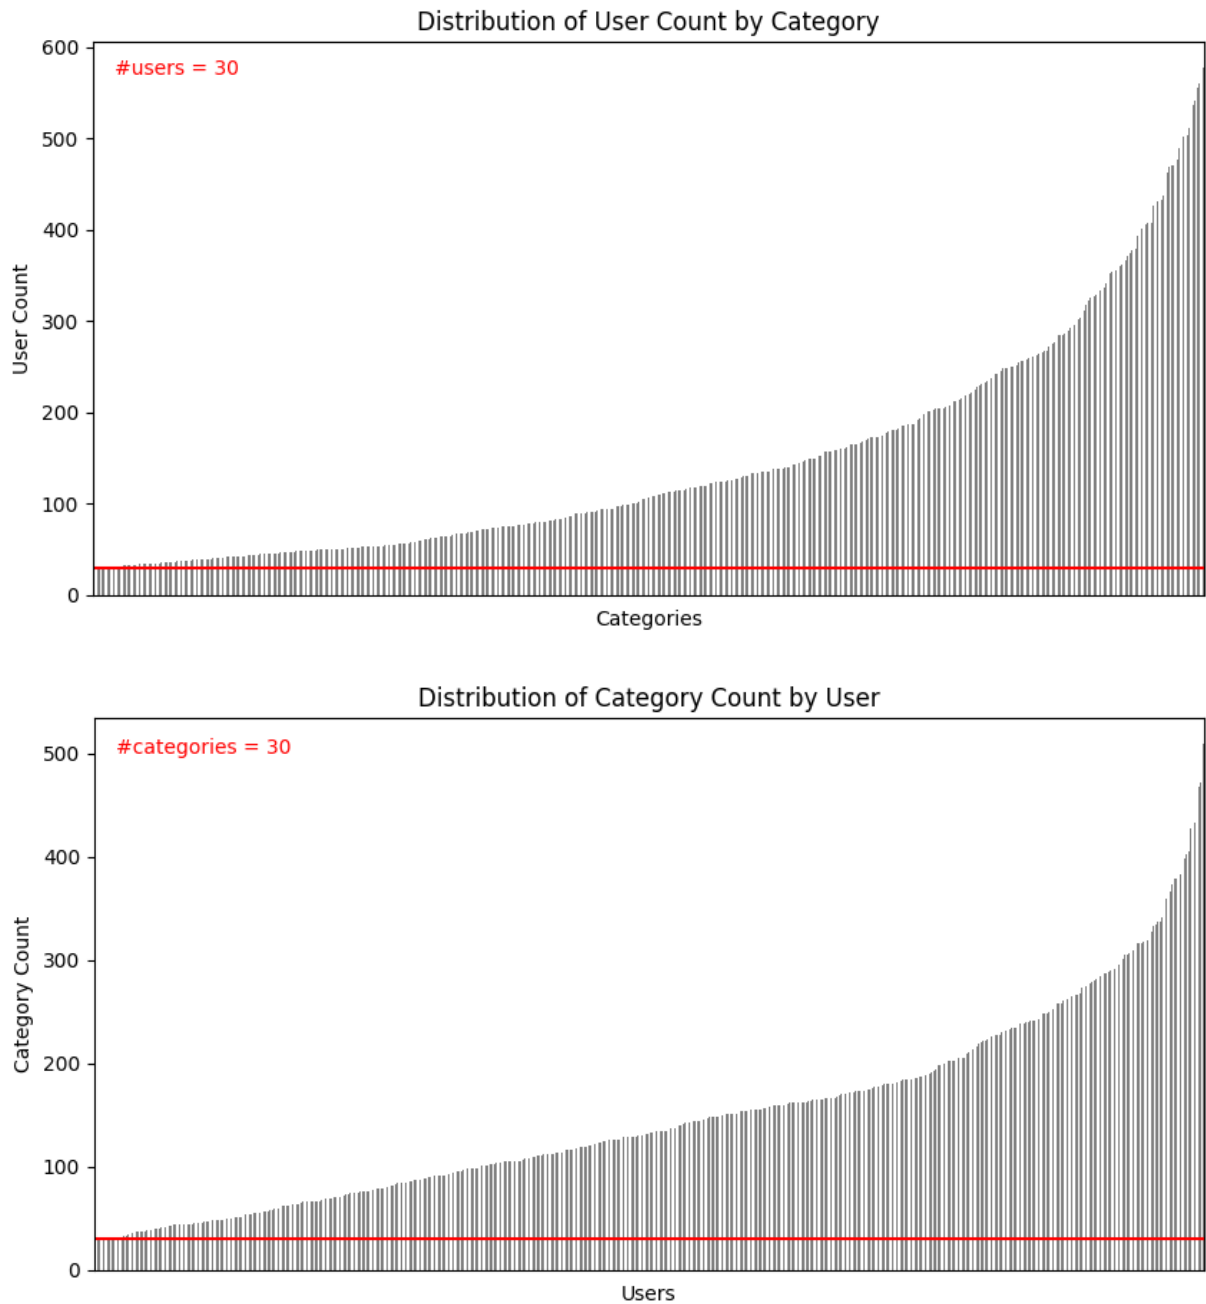 Distribution of User Count by Category
600
#users = 30
500
400
300
200
100
0
User Count
Categories
Distribution of Category Count by User
#categories = 30
500
400
300
200
100
0
Category Count
Users